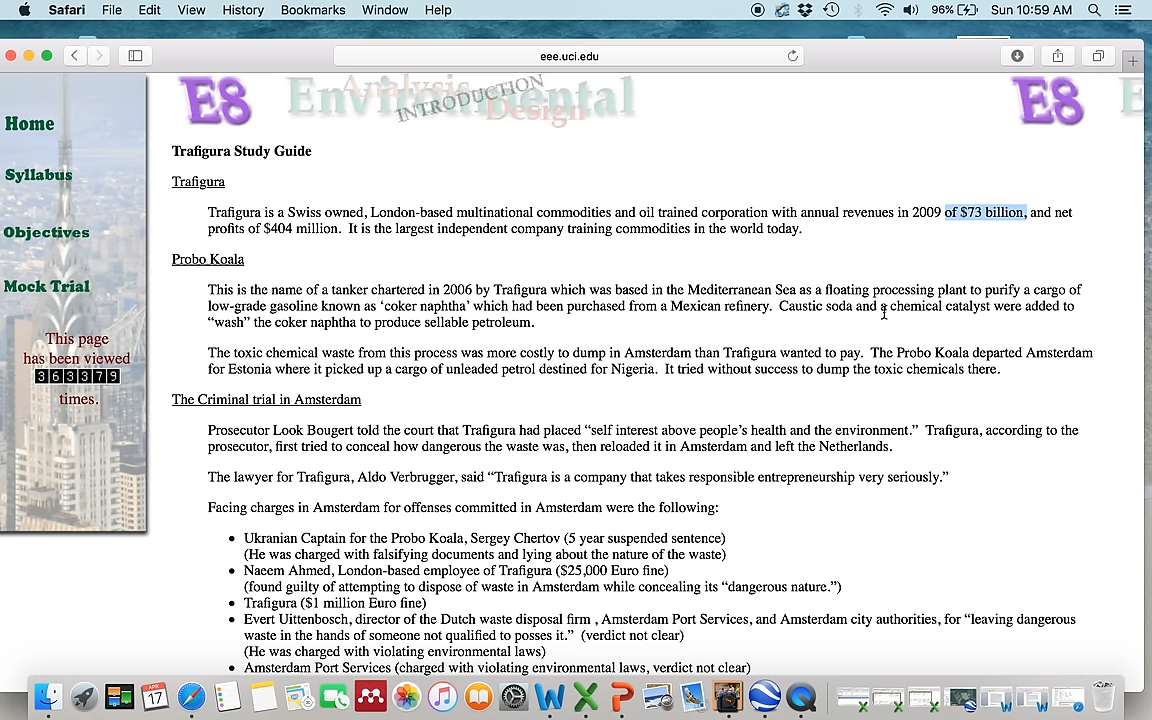 Safari File Edit View History Bookmarks Window Help 96% Sun 10:59 AM
eee.uci.edu
E8 Environmental Analysis Design INTRODUCTION E8 E
Home
Syllabus
Objectives
Mock Trial
This page
has been viewed
363379
times.
Trafigura Study Guide
Trafigura
Trafigura is a Swiss owned, London-based multinational commodities and oil trained corporation with annual revenues in 2009 of $73 billion, and net
profits of $404 million. It is the largest independent company training commodities in the world today.
Probo Koala
This is the name of a tanker chartered in 2006 by Trafigura which was based in the Mediterranean Sea as a floating processing plant to purify a cargo of
low-grade gasoline known as ‘coker naphtha’ which had been purchased from a Mexican refinery. Caustic soda and a chemical catalyst were added to
“wash” the coker naphtha to produce sellable petroleum.
The toxic chemical waste from this process was more costly to dump in Amsterdam than Trafigura wanted to pay. The Probo Koala departed Amsterdam
for Estonia where it picked up a cargo of unleaded petrol destined for Nigeria. It tried without success to dump the toxic chemicals there.
The Criminal trial in Amsterdam
Prosecutor Look Bougert told the court that Trafigura had placed “self interest above people’s health and the environment.” Trafigura, according to the
prosecutor, first tried to conceal how dangerous the waste was, then reloaded it in Amsterdam and left the Netherlands.
The lawyer for Trafigura, Aldo Verbrugger, said “Trafigura is a company that takes responsible entrepreneurship very seriously.”
Facing charges in Amsterdam for offenses committed in Amsterdam were the following:
• Ukranian Captain for the Probo Koala, Sergey Chertov (5 year suspended sentence)
(He was charged with falsifying documents and lying about the nature of the waste)
• Naeem Ahmed, London-based employee of Trafigura ($25,000 Euro fine)
(found guilty of attempting to dispose of waste in Amsterdam while concealing its “dangerous nature.”)
• Trafigura ($1 million Euro fine)
• Evert Uittenbosch, director of the Dutch waste disposal firm , Amsterdam Port Services, and Amsterdam city authorities, for “leaving dangerous
waste in the hands of someone not qualified to posses it.” (verdict not clear)
(He was charged with violating environmental laws)
• Amsterdam Port Services (charged with violating environmental laws, verdict not clear)
APR
17